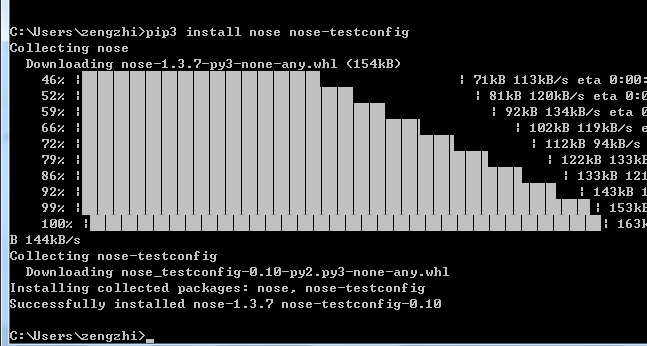 C:\Users\zengzhi>pip3 install nose nose-testconfig
Collecting nose
  Downloading nose-1.3.7-py3-none-any.whl (154kB)
    46% | | 71kB 113kB/s eta 0:00:
    52% | | 81kB 120kB/s eta 0:0
    59% | | 92kB 134kB/s eta 0:
    66% | | 102kB 119kB/s e
    72% | | 112kB 94kB/s
    79% | | 122kB 133k
    86% | | 133kB 121
    92% | | 143kB 1
    99% | | 153k
    100% | | 163k
B 144kB/s
Collecting nose-testconfig
  Downloading nose_testconfig-0.10-py2.py3-none-any.whl
Installing collected packages: nose, nose-testconfig
Successfully installed nose-1.3.7 nose-testconfig-0.10
C:\Users\zengzhi>_